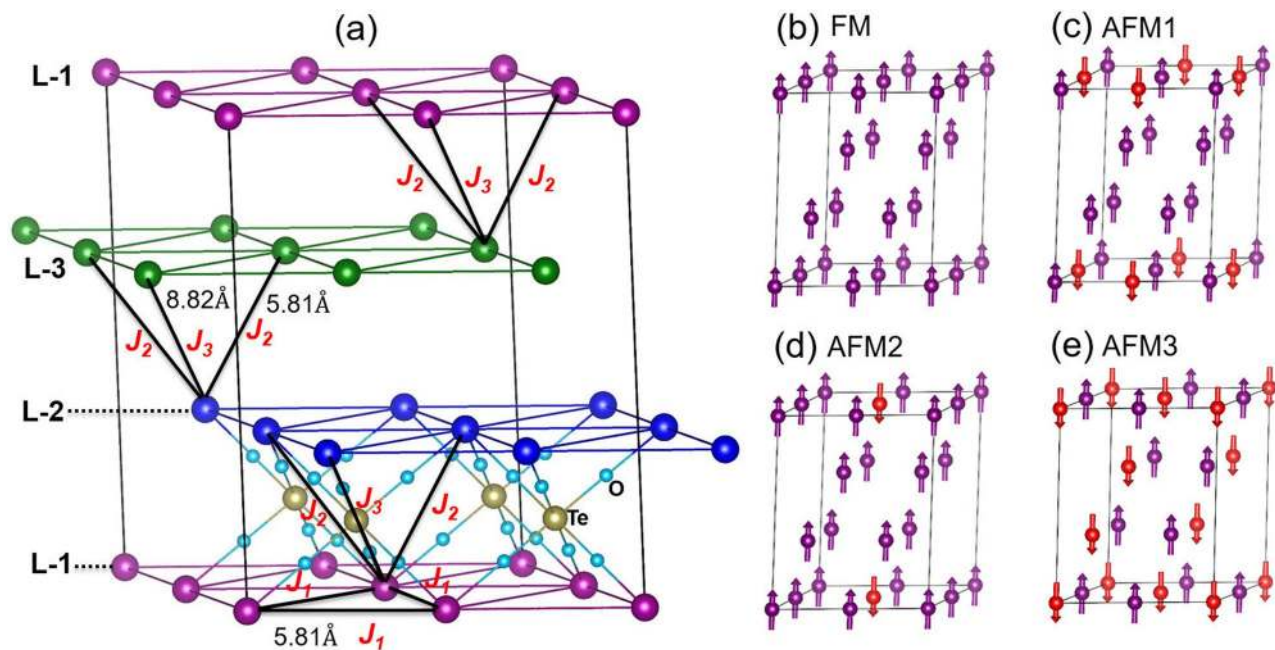 (a)
L-1
J2 J3 J2
L-3
8.82Å 5.81Å
J2 J3 J2
L-2
J2 J3 J2
O
Te
L-1
J1 J1
5.81Å J1
(b) FM
(c) AFM1
(d) AFM2
(e) AFM3